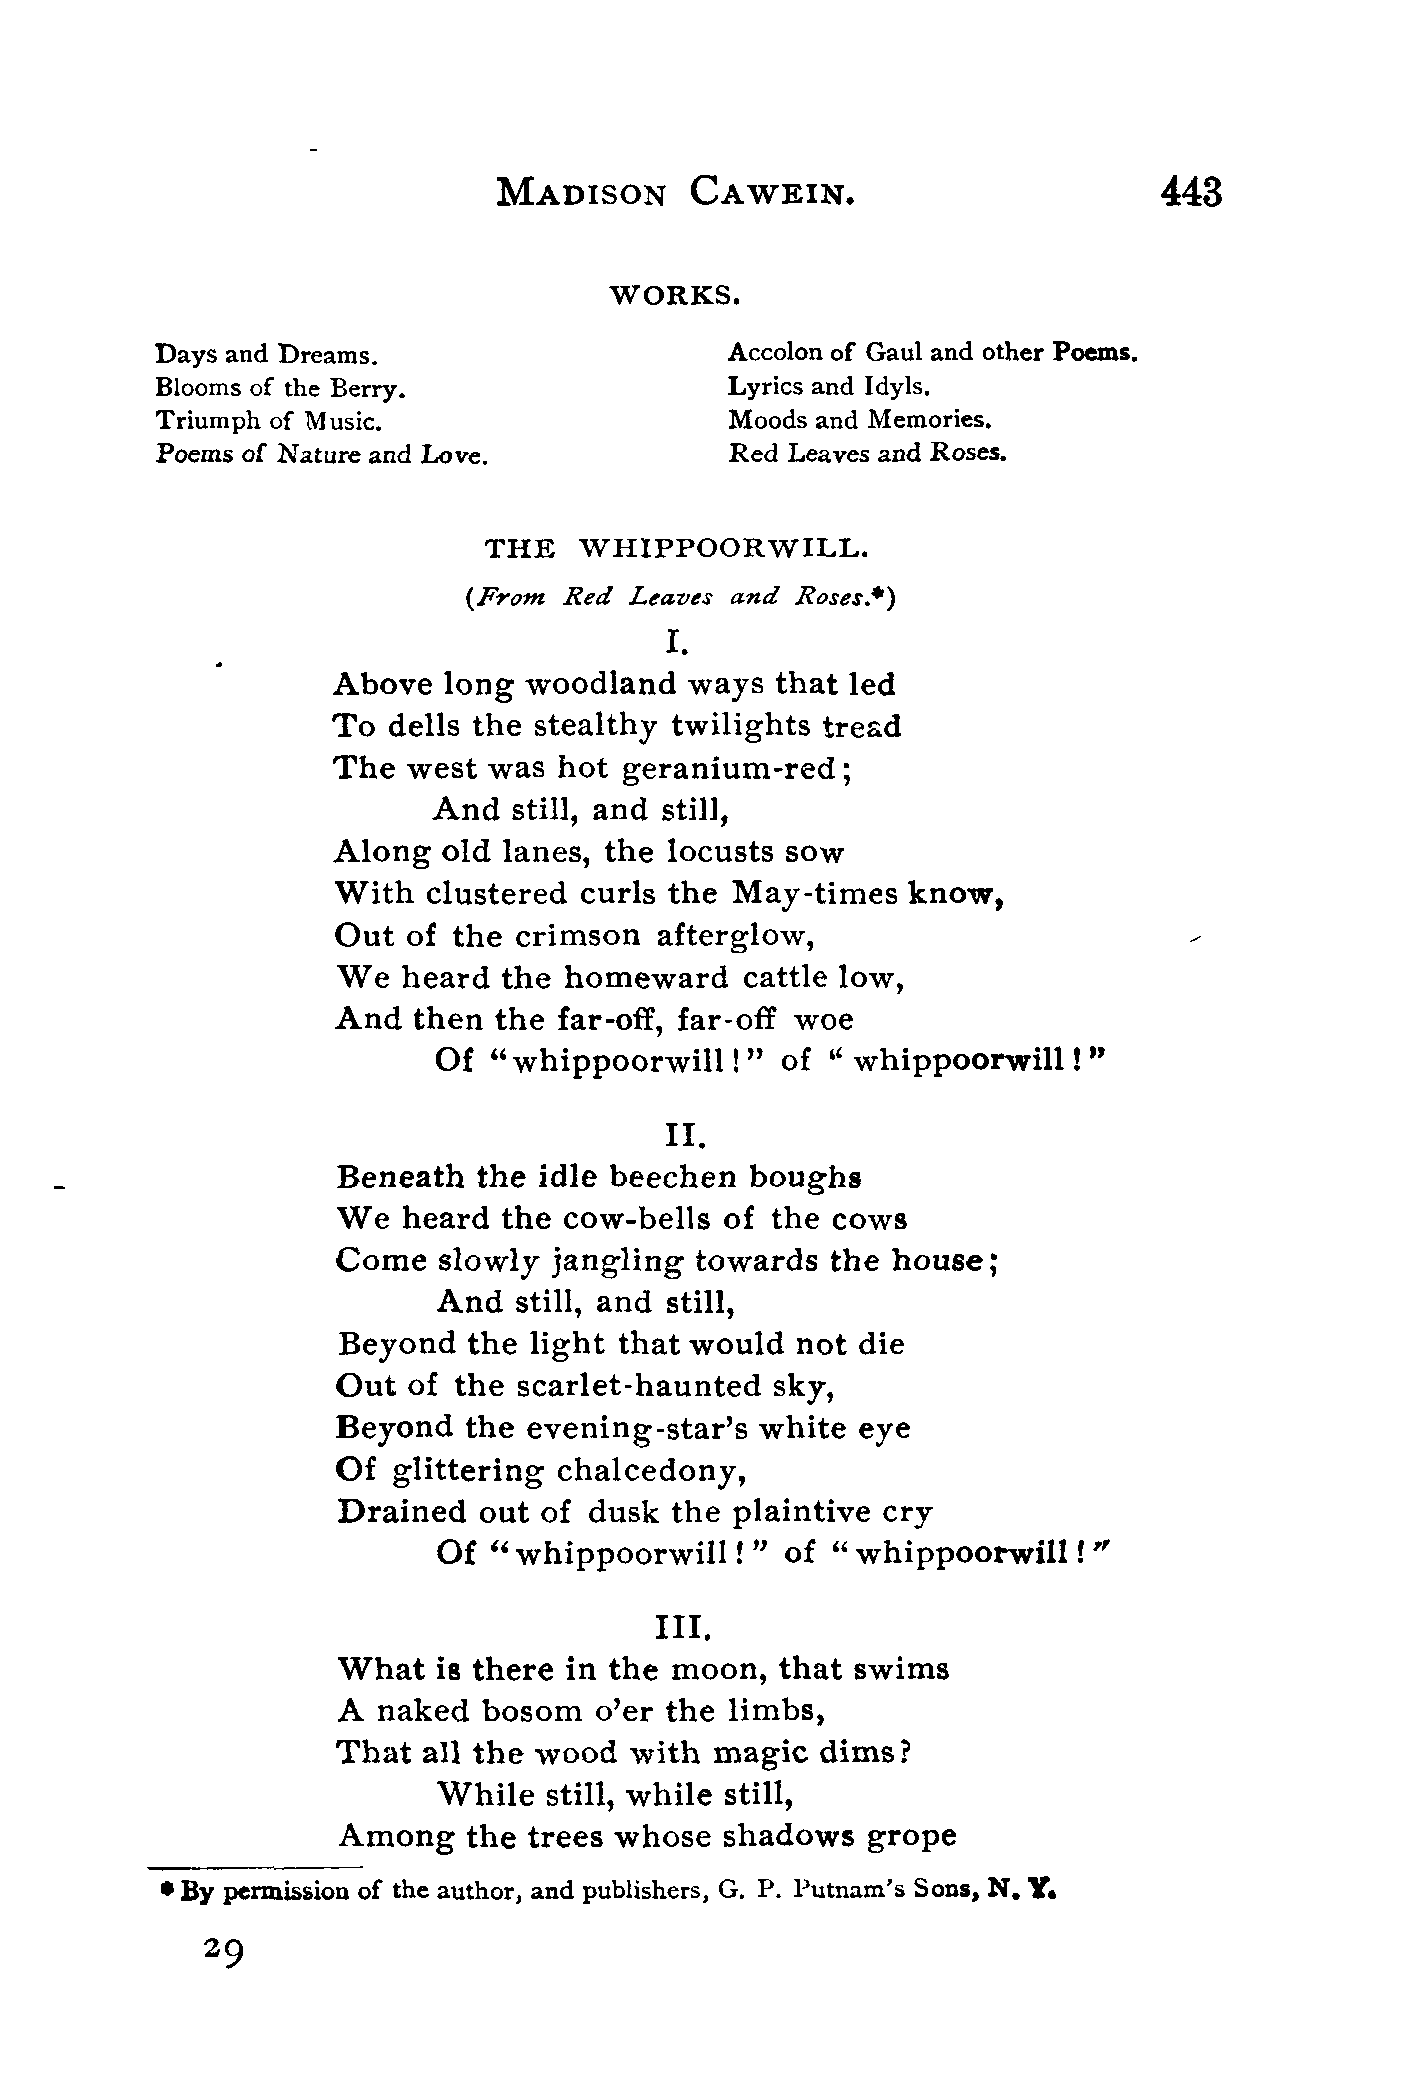 MADISON CAWEIN. 443
WORKS.
Days and Dreams.
Blooms of the Berry.
Triumph of Music.
Poems of Nature and Love.
Accolon of Gaul and other Poems.
Lyrics and Idyls.
Moods and Memories.
Red Leaves and Roses.
THE WHIPPOORWILL.
(From Red Leaves and Roses.*)
I.
Above long woodland ways that led
To dells the stealthy twilights tread
The west was hot geranium-red;
And still, and still,
Along old lanes, the locusts sow
With clustered curls the May-times know,
Out of the crimson afterglow,
We heard the homeward cattle low,
And then the far-off, far-off woe
Of "whippoorwill!" of "whippoorwill!"
II.
Beneath the idle beechen boughs
We heard the cow-bells of the cows
Come slowly jangling towards the house;
And still, and still,
Beyond the light that would not die
Out of the scarlet-haunted sky,
Beyond the evening-star's white eye
Of glittering chalcedony,
Drained out of dusk the plaintive cry
Of "whippoorwill!" of "whippoorwill!"
III.
What is there in the moon, that swims
A naked bosom o'er the limbs,
That all the wood with magic dims?
While still, while still,
Among the trees whose shadows grope
* By permission of the author, and publishers, G. P. Putnam's Sons, N. Y.
29